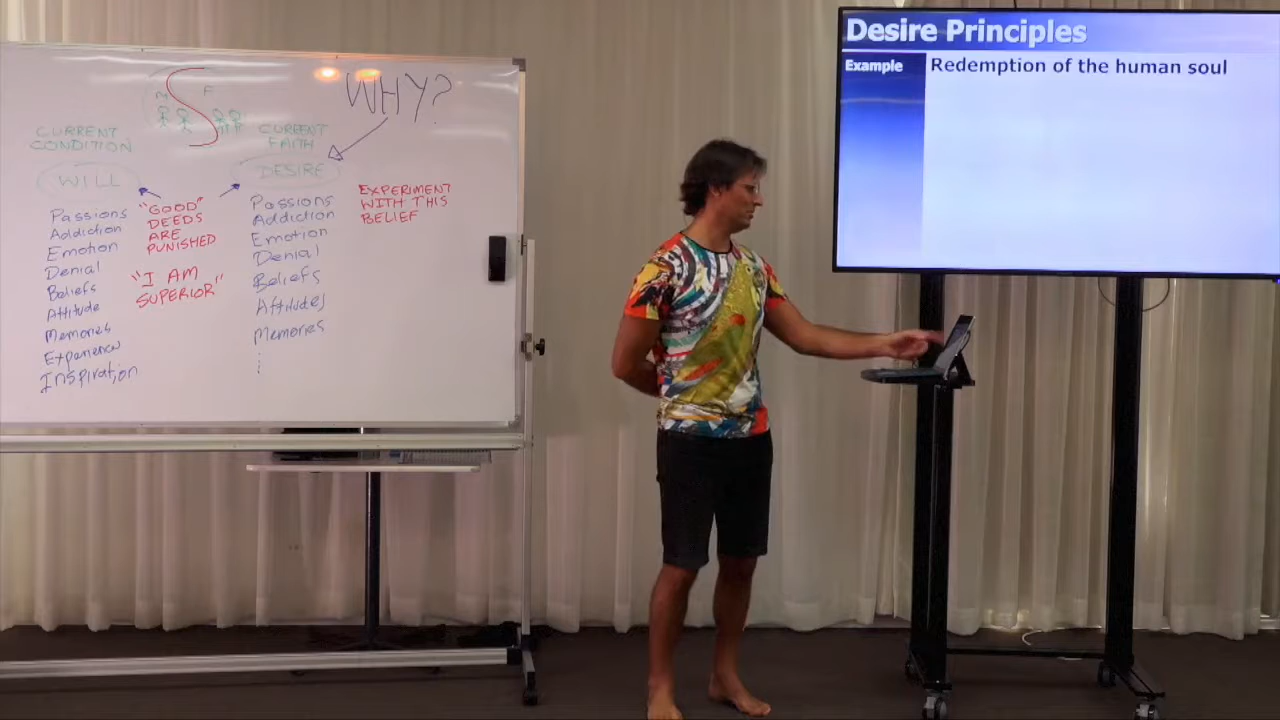 M F
WHY?
CURRENT
CONDITION
WILL
Passions
Addiction
Emotion
Denial
Beliefs
Attitude
Memories
Experience
Inspiration
"GOOD"
DEEDS
ARE
PUNISHED
"I AM
SUPERIOR"
CURRENT
FAITH
DESIRE
Passions
Addiction
Emotion
Denial
Beliefs
Attitudes
Memories
EXPERIMENT
WITH THIS
BELIEF
Desire Principles
Example
Redemption of the human soul